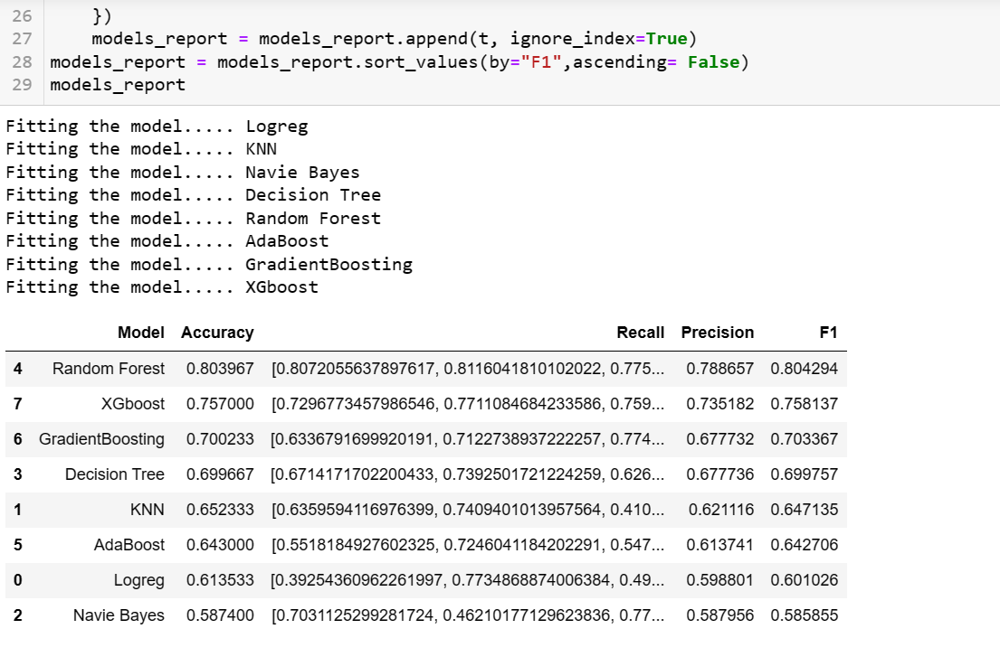 26 })
27 models_report = models_report.append(t, ignore_index=True)
28 models_report = models_report.sort_values(by="F1",ascending= False)
29 models_report
Fitting the model..... Logreg
Fitting the model..... KNN
Fitting the model..... Navie Bayes
Fitting the model..... Decision Tree
Fitting the model..... Random Forest
Fitting the model..... AdaBoost
Fitting the model..... GradientBoosting
Fitting the model..... XGboost
Model Accuracy Recall Precision F1
4 Random Forest 0.803967 [0.8072055637897617, 0.8116041810102022, 0.775... 0.788657 0.804294
7 XGboost 0.757000 [0.7296773457986546, 0.7711084684233586, 0.759... 0.735182 0.758137
6 GradientBoosting 0.700233 [0.6336791699920191, 0.7122738937222257, 0.774... 0.677732 0.703367
3 Decision Tree 0.699667 [0.6714171702200433, 0.7392501721224259, 0.626... 0.677736 0.699757
1 KNN 0.652333 [0.6359594116976399, 0.7409401013957564, 0.410... 0.621116 0.647135
5 AdaBoost 0.643000 [0.5518184927602325, 0.7246041184202291, 0.547... 0.613741 0.642706
0 Logreg 0.613533 [0.39254360962261997, 0.7734868874006384, 0.49... 0.598801 0.601026
2 Navie Bayes 0.587400 [0.7031125299281724, 0.46210177129623836, 0.77... 0.587956 0.585855